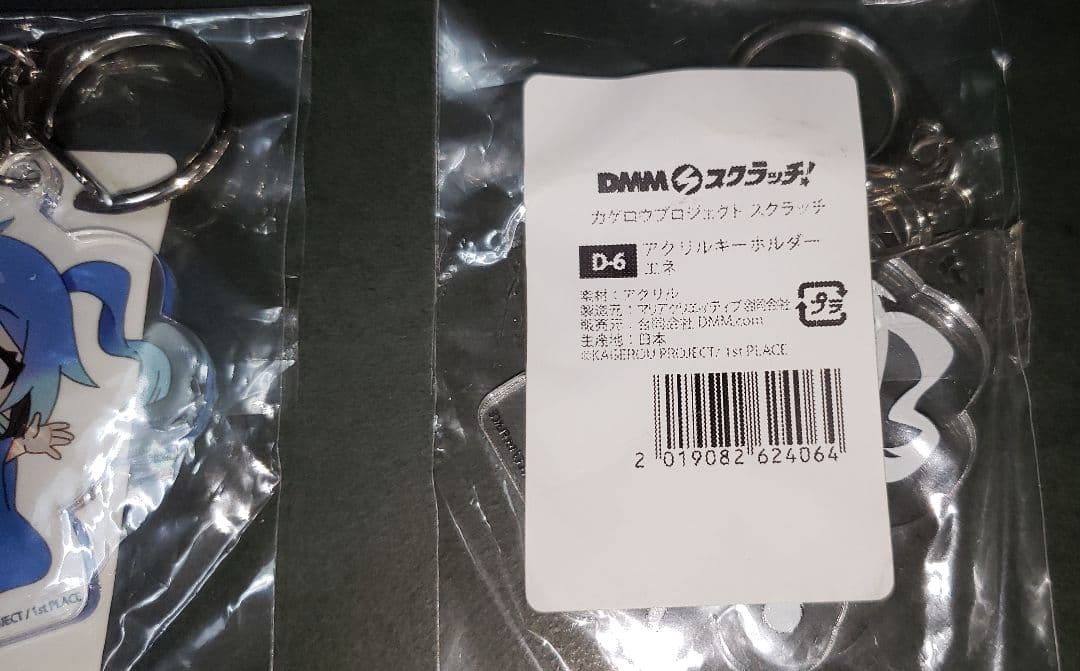 DMM スクラッチ!
カゲロウプロジェクト スクラッチ
D-6 アクリルキーホルダー
エネ
素材：アクリル
製造元：マリアクリエイティブ合同会社
販売元：合同会社DMM.com
生産地：日本
©KAGEROU PROJECT/ 1st PLACE
プラ
2 019082 624064
JECT / 1st PLACE